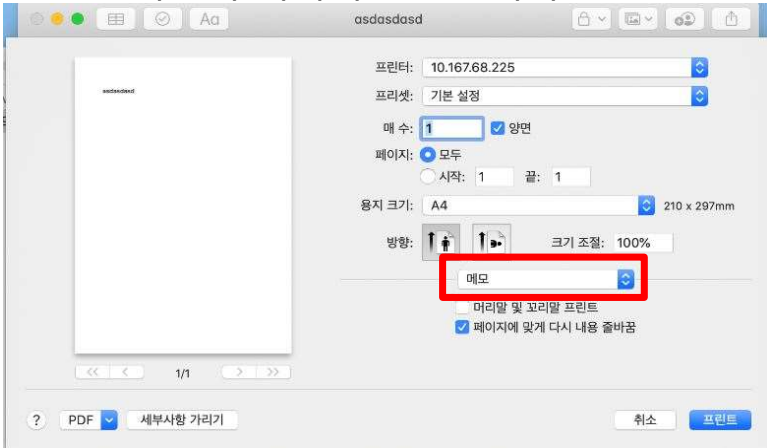 Aa asdasdasd
asdasdasd
프린터: 10.167.68.225
프리셋: 기본 설정
매 수: 1 양면
페이지: 모두
시작: 1 끝: 1
용지 크기: A4 210 x 297mm
방향: 크기 조절: 100%
메모
머리말 및 꼬리말 프린트
페이지에 맞게 다시 내용 줄바꿈
1/1
? PDF 세부사항 가리기 취소 프린트